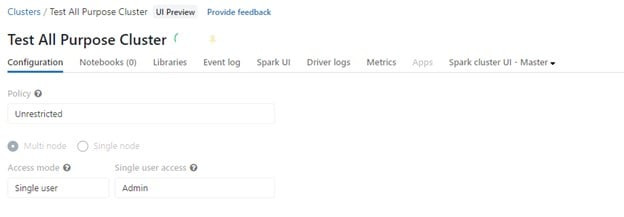 Clusters / Test All Purpose Cluster UI Preview Provide feedback
Test All Purpose Cluster
Configuration Notebooks (0) Libraries Event log Spark UI Driver logs Metrics Apps Spark cluster UI - Master
Policy
Unrestricted
Multi node Single node
Access mode Single user access
Single user Admin